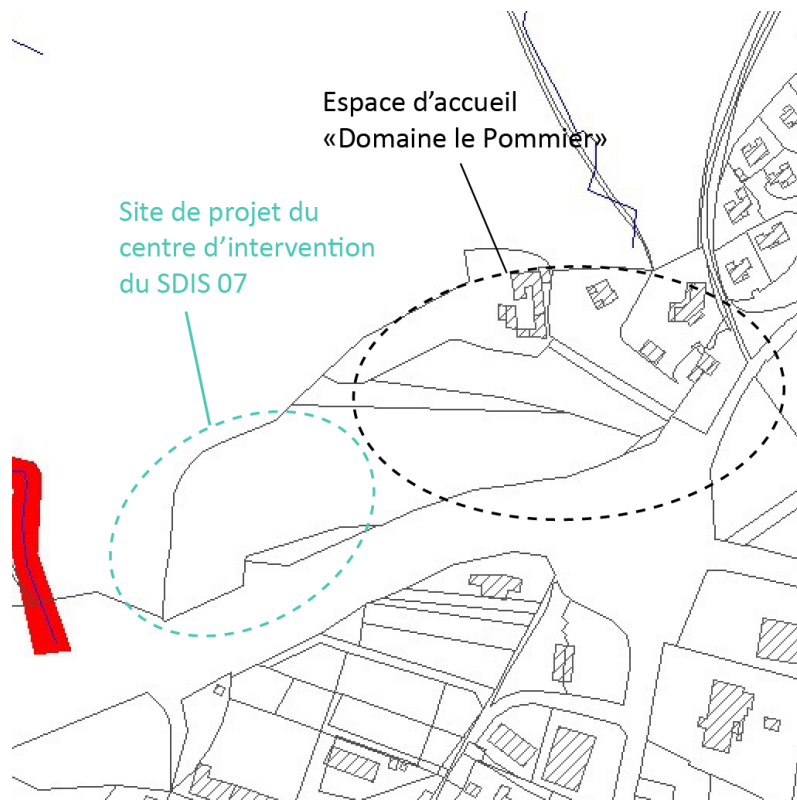 Espace d’accueil
«Domaine le Pommier»
Site de projet du
centre d’intervention
du SDIS 07